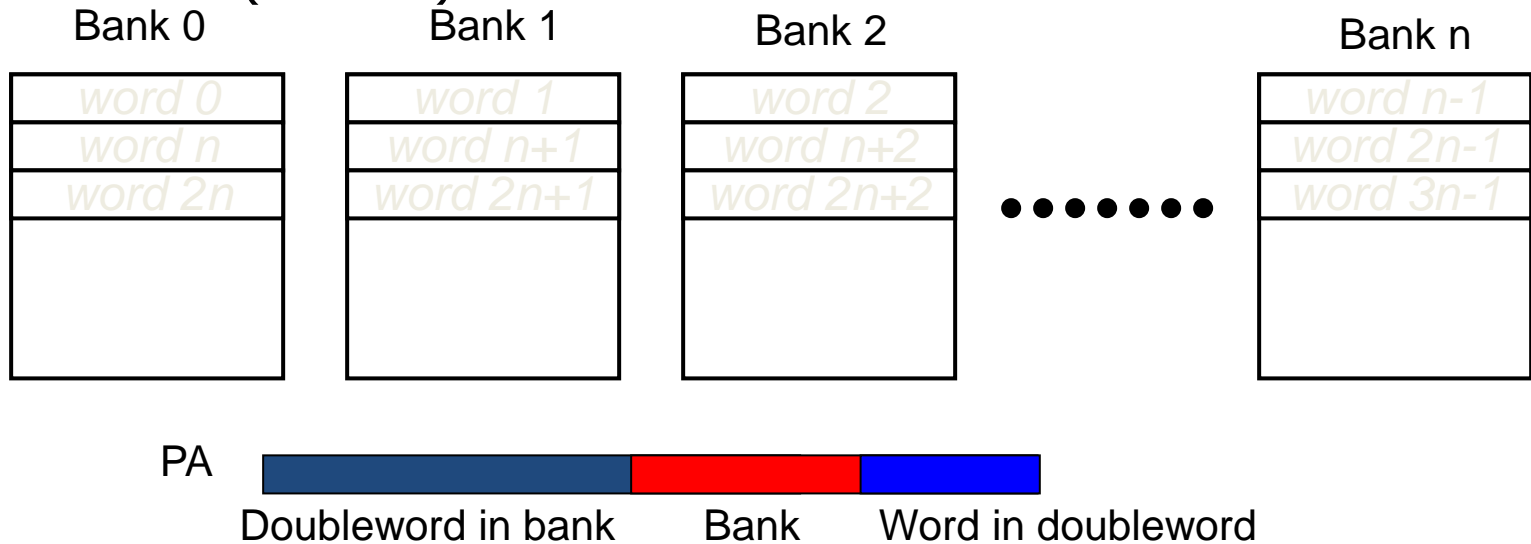 Bank 0 Bank 1 Bank 2 Bank n
word 0 word 1 word 2 word n-1
word n word n+1 word n+2 word 2n-1
word 2n word 2n+1 word 2n+2 word 3n-1
PA
Doubleword in bank Bank Word in doubleword